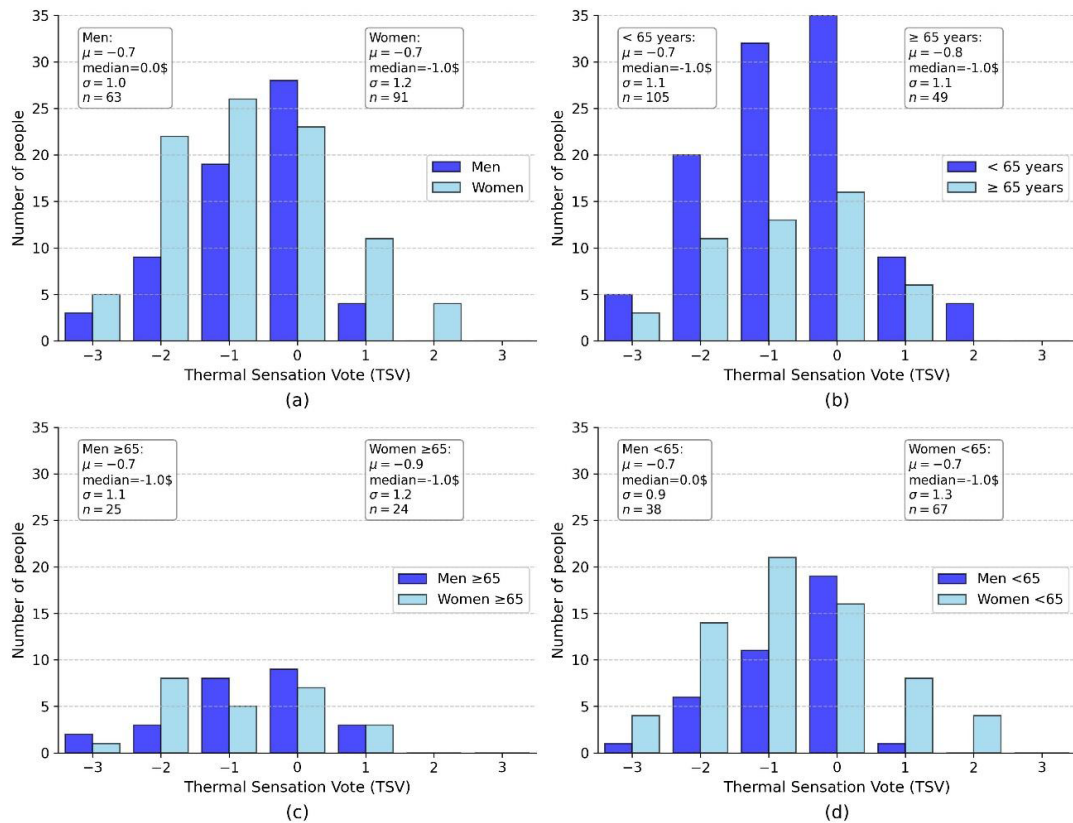 35
30
25
20
15
10
5
0
Number of people
Men:
μ = −0.7
median=0.0$
σ = 1.0
n = 63
Women:
μ = −0.7
median=-1.0$
σ = 1.2
n = 91
Men
Women
−3 −2 −1 0 1 2 3
Thermal Sensation Vote (TSV)
(a)
35
30
25
20
15
10
5
0
Number of people
< 65 years:
μ = −0.7
median=-1.0$
σ = 1.1
n = 105
≥ 65 years:
μ = −0.8
median=-1.0$
σ = 1.1
n = 49
< 65 years
≥ 65 years
−3 −2 −1 0 1 2 3
Thermal Sensation Vote (TSV)
(b)
35
30
25
20
15
10
5
0
Number of people
Men ≥65:
μ = −0.7
median=-1.0$
σ = 1.1
n = 25
Women ≥65:
μ = −0.9
median=-1.0$
σ = 1.2
n = 24
Men ≥65
Women ≥65
−3 −2 −1 0 1 2 3
Thermal Sensation Vote (TSV)
(c)
35
30
25
20
15
10
5
0
Number of people
Men <65:
μ = −0.7
median=0.0$
σ = 0.9
n = 38
Women <65:
μ = −0.7
median=-1.0$
σ = 1.3
n = 67
Men <65
Women <65
−3 −2 −1 0 1 2 3
Thermal Sensation Vote (TSV)
(d)